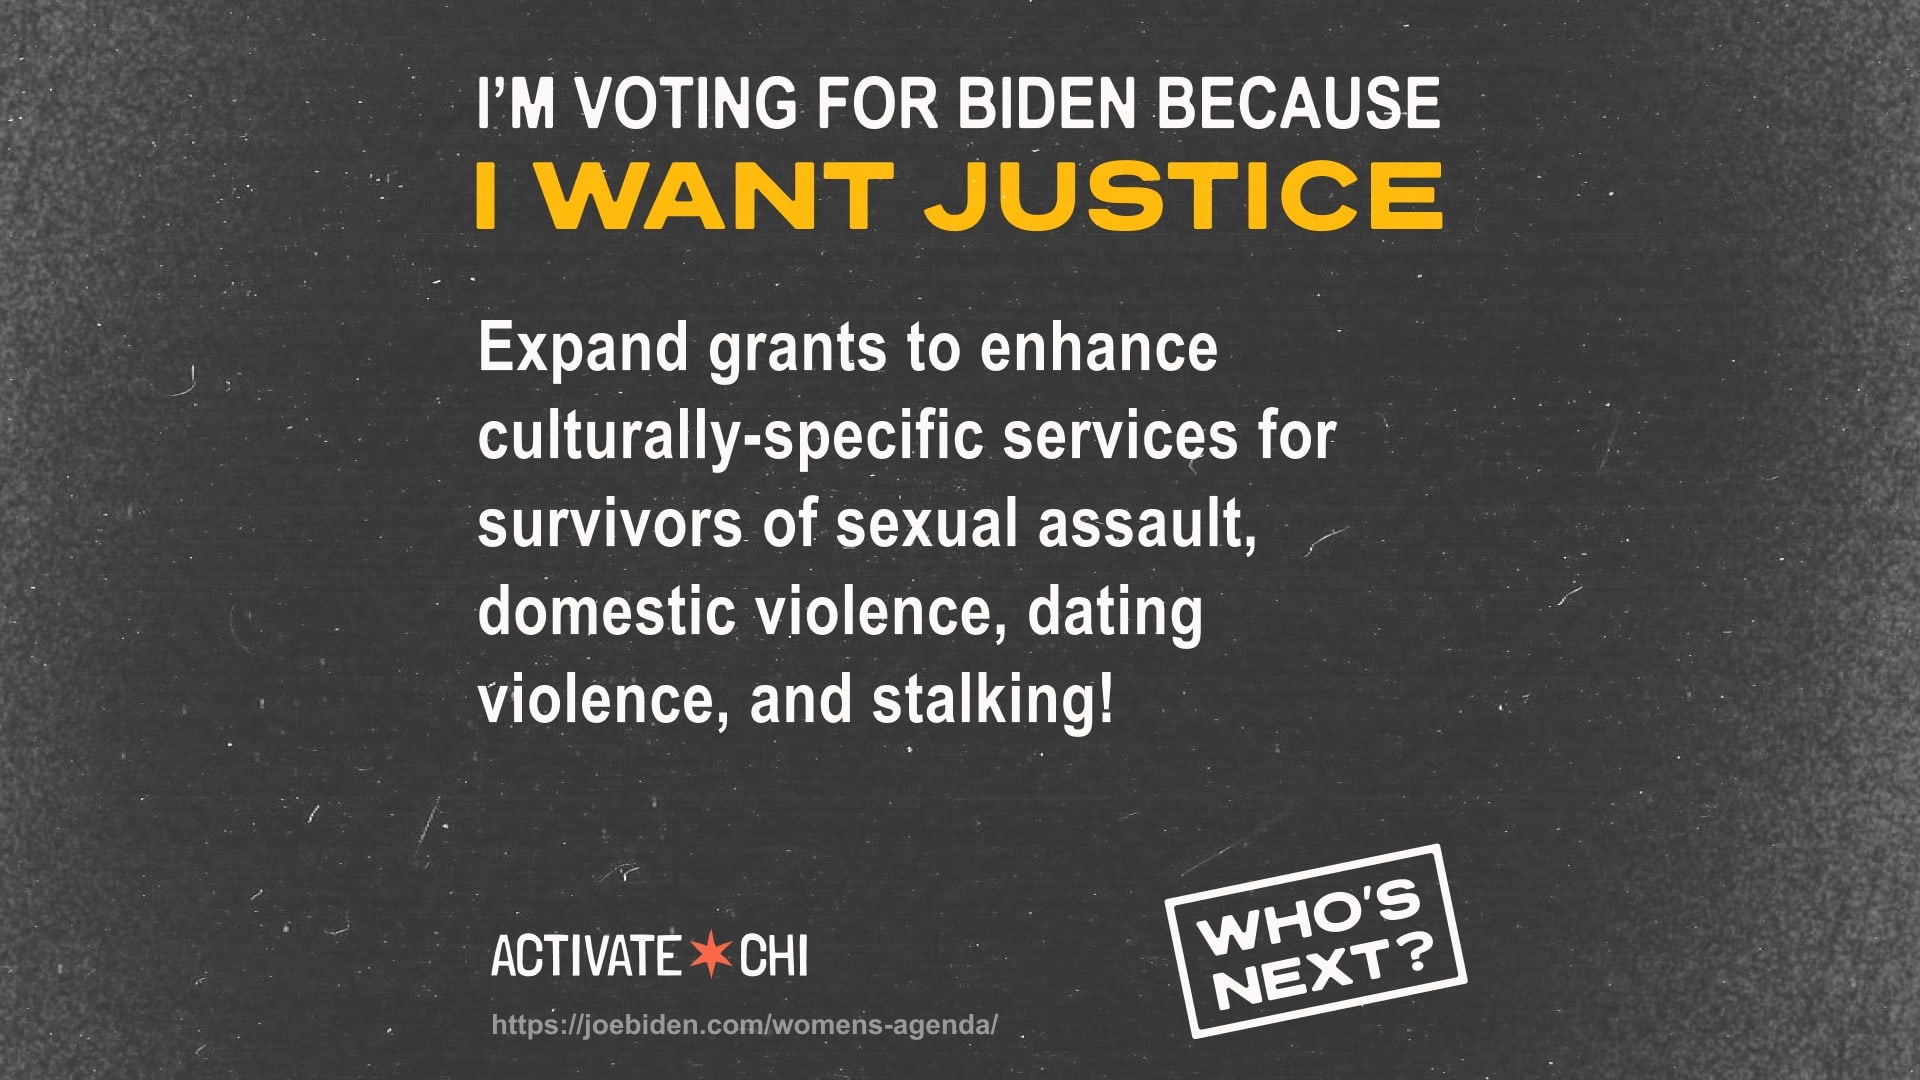 I'M VOTING FOR BIDEN BECAUSE
I WANT JUSTICE
Expand grants to enhance
culturally-specific services for
survivors of sexual assault,
domestic violence, dating
violence, and stalking!
ACTIVATE CHI
https://joebiden.com/womens-agenda/
WHO'S
NEXT?